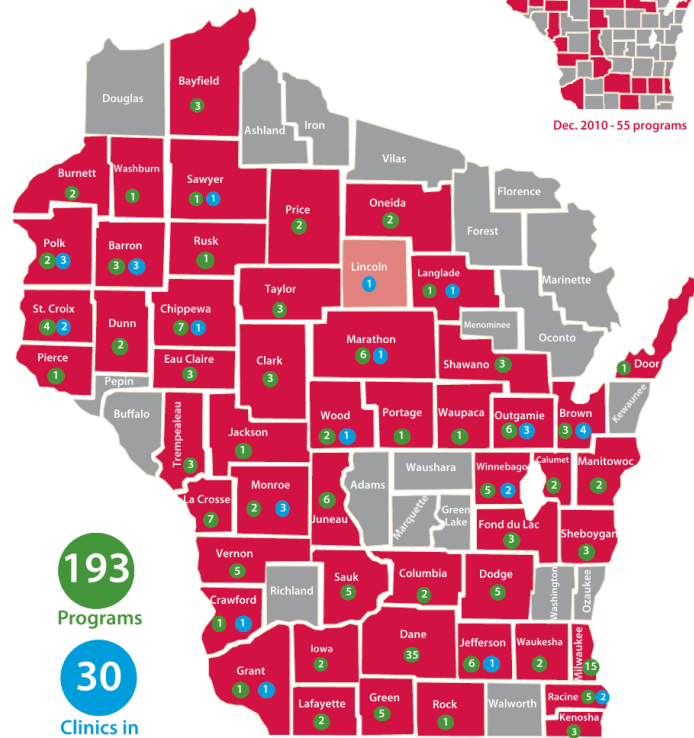 Dec. 2010 - 55 programs
Douglas
Bayfield
3
Ashland
Iron
Vilas
Florence
Burnett
2
Washburn
1
Sawyer
1 1
Price
2
Oneida
2
Forest
Marinette
Polk
2 3
Barron
3 3
Rusk
1
Lincoln
1
Langlade
1 1
Taylor
3
St. Croix
4 2
Dunn
2
Chippewa
7 1
Marathon
6 1
Menominee
Oconto
Pierce
1
Eau Claire
3
Clark
3
Shawano 3
1 Door
Pepin
Buffalo
Trempealeau
3
Jackson
1
Wood
2 1
Portage
1
Waupaca
1
Outgamie
6 3
Brown
3 4
Kewaunee
La Crosse
7
Monroe
2 3
6
Juneau
Adams
Waushara
Marquette
Green
Lake
Winnebago
5 2
Calumet
2
Manitowoc
2
Fond du Lac
3
Sheboygan
3
Vernon
5
Richland
Sauk
5
Columbia
2
Dodge
5
Washington
Ozaukee
193
Programs
Crawford
1 1
Iowa
2
Dane
35
Jefferson
6 1
Waukesha
2
Milwaukee
15
30
Clinics in
Grant
1 1
Lafayette
2
Green
5
Rock
1
Walworth
Racine 5 2
Kenosha
3